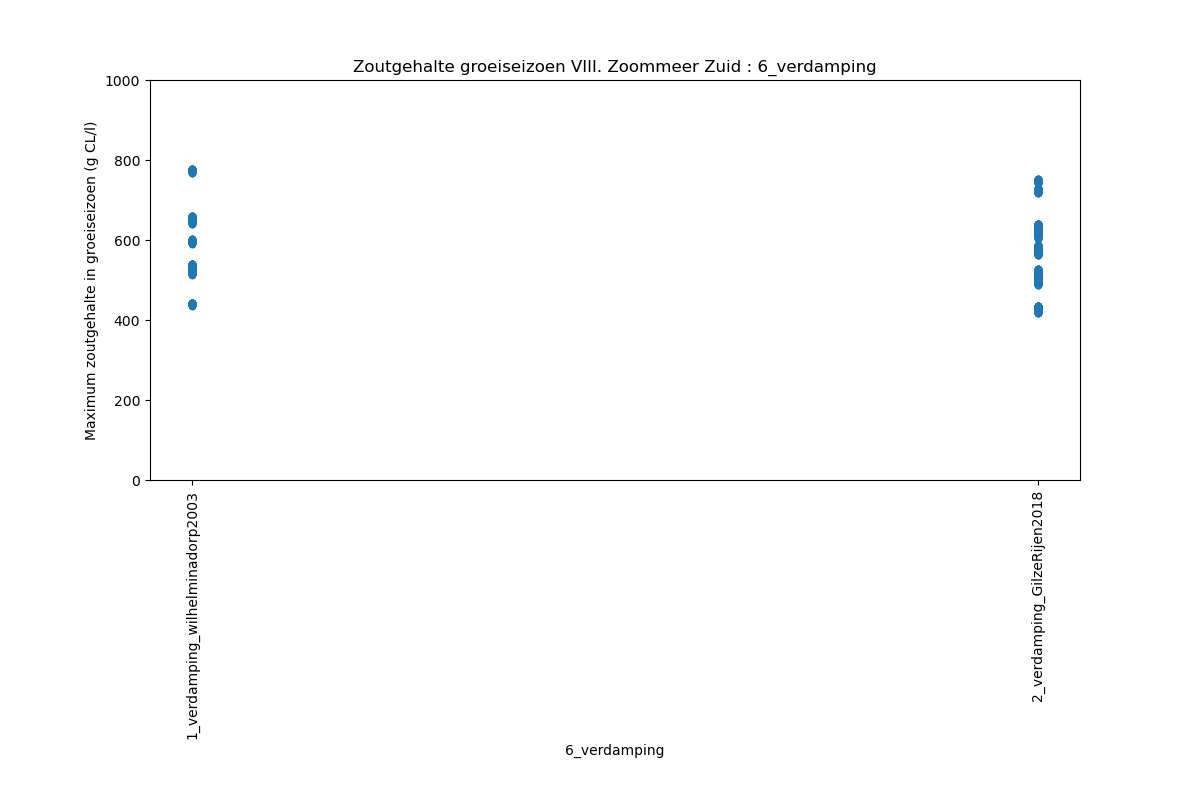 Zoutgehalte groeiseizoen VIII. Zoommeer Zuid : 6_verdamping
Maximum zoutgehalte in groeiseizoen (g CL/l)
1000
800
600
400
200
0
1_verdamping_wilhelminadorp2003
2_verdamping_GilzeRijen2018
6_verdamping